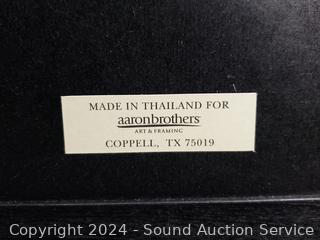 MADE IN THAILAND FOR
aaronbrothers
ART & FRAMING
COPPELL, TX 75019
Copyright 2024 - Sound Auction Service